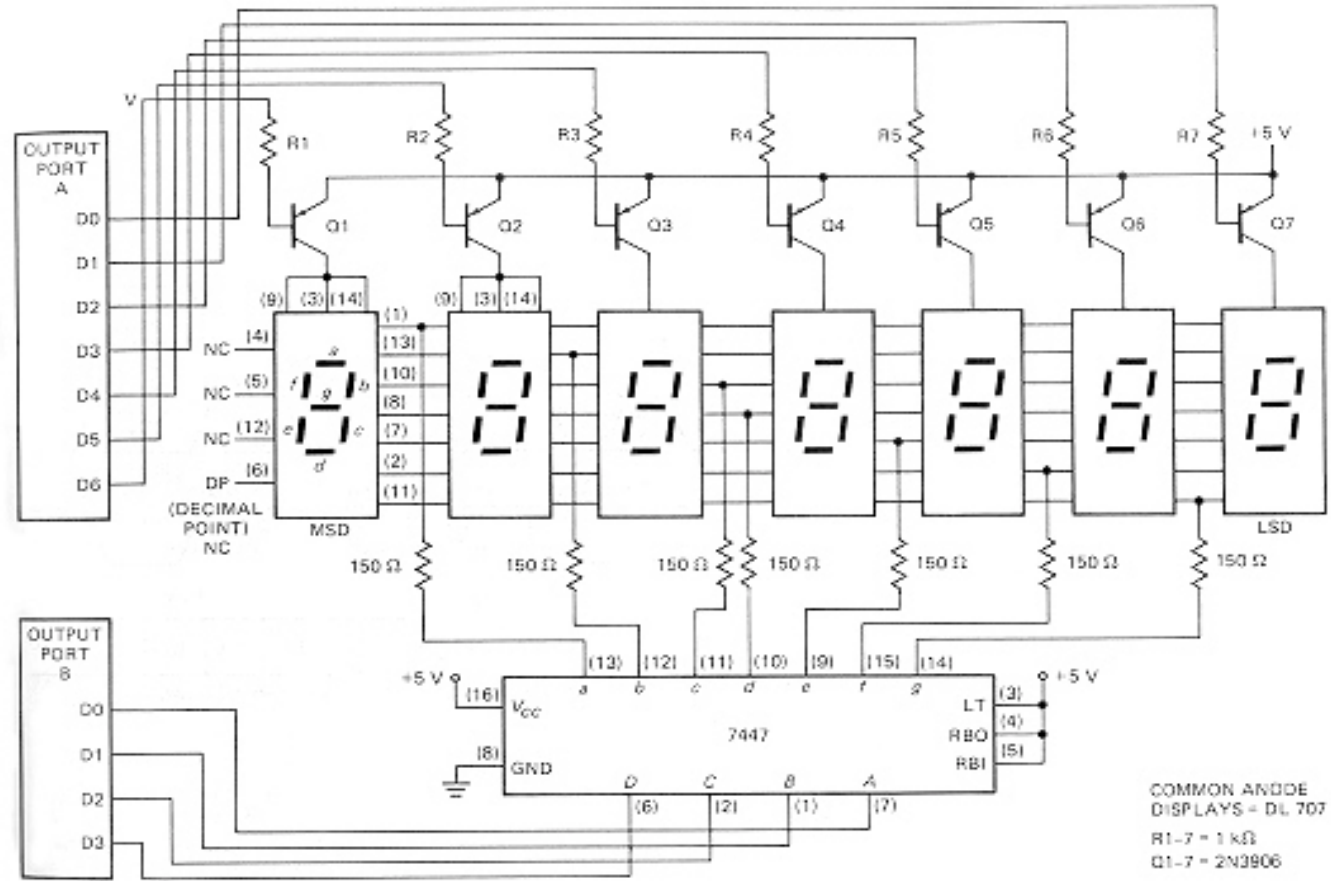 V
R1
R2
R3
R4
R5
R6
R7
+5 V
OUTPUT
PORT
A
D0
D1
D2
D3
D4
D5
D6
Q1
Q2
Q3
Q4
Q5
Q6
Q7
(9) (3) (14)
(9) (3) (14)
NC (4)
NC (5)
NC (12)
DP (6)
(DECIMAL
POINT)
NC
a
f b
g
e c
d
(1)
(13)
(10)
(8)
(7)
(2)
(11)
MSD
LSD
150 Ω
150 Ω
150 Ω
150 Ω
150 Ω
150 Ω
150 Ω
OUTPUT
PORT
B
D0
D1
D2
D3
(13) (12) (11) (10) (9) (15) (14)
a b c d e f g
+5 V
(16)
VCC
(8)
GND
7447
LT (3)
RBO (4)
RBI (5)
+5 V
D C B A
(6) (2) (1) (7)
COMMON ANODE
DISPLAYS = DL 707
R1-7 = 1 kΩ
Q1-7 = 2N3906